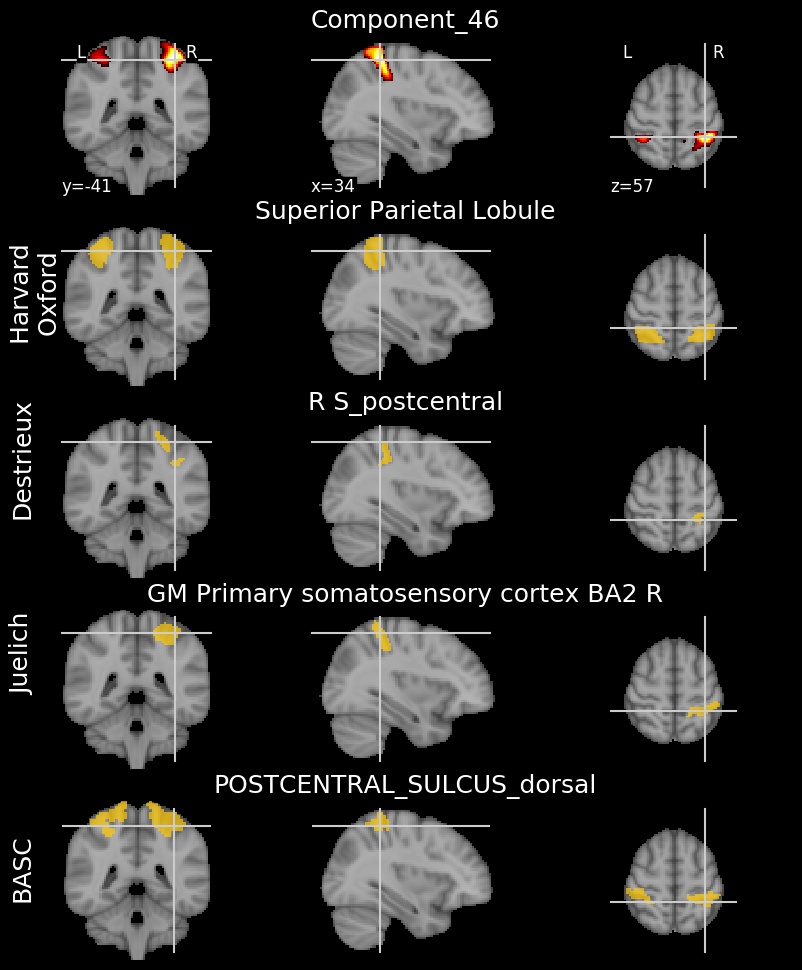 Component_46
L R
L R
y=-41
x=34
z=57
Superior Parietal Lobule
Harvard
Oxford
R S_postcentral
Destrieux
GM Primary somatosensory cortex BA2 R
Juelich
POSTCENTRAL_SULCUS_dorsal
BASC